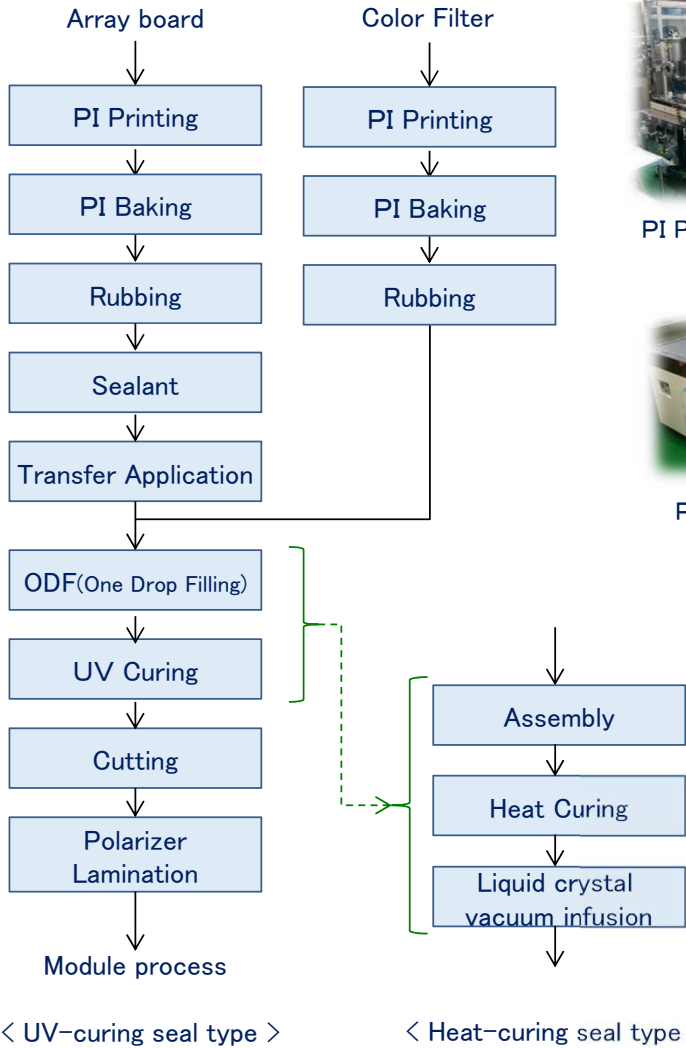 Array board
Color Filter
PI Printing
PI Printing
PI Baking
PI Baking
Rubbing
Rubbing
Sealant
Transfer Application
ODF(One Drop Filling)
UV Curing
Cutting
Polarizer
Lamination
Module process
PI P
P
Assembly
Heat Curing
Liquid crystal
vacuum infusion
< UV-curing seal type >
< Heat-curing seal type